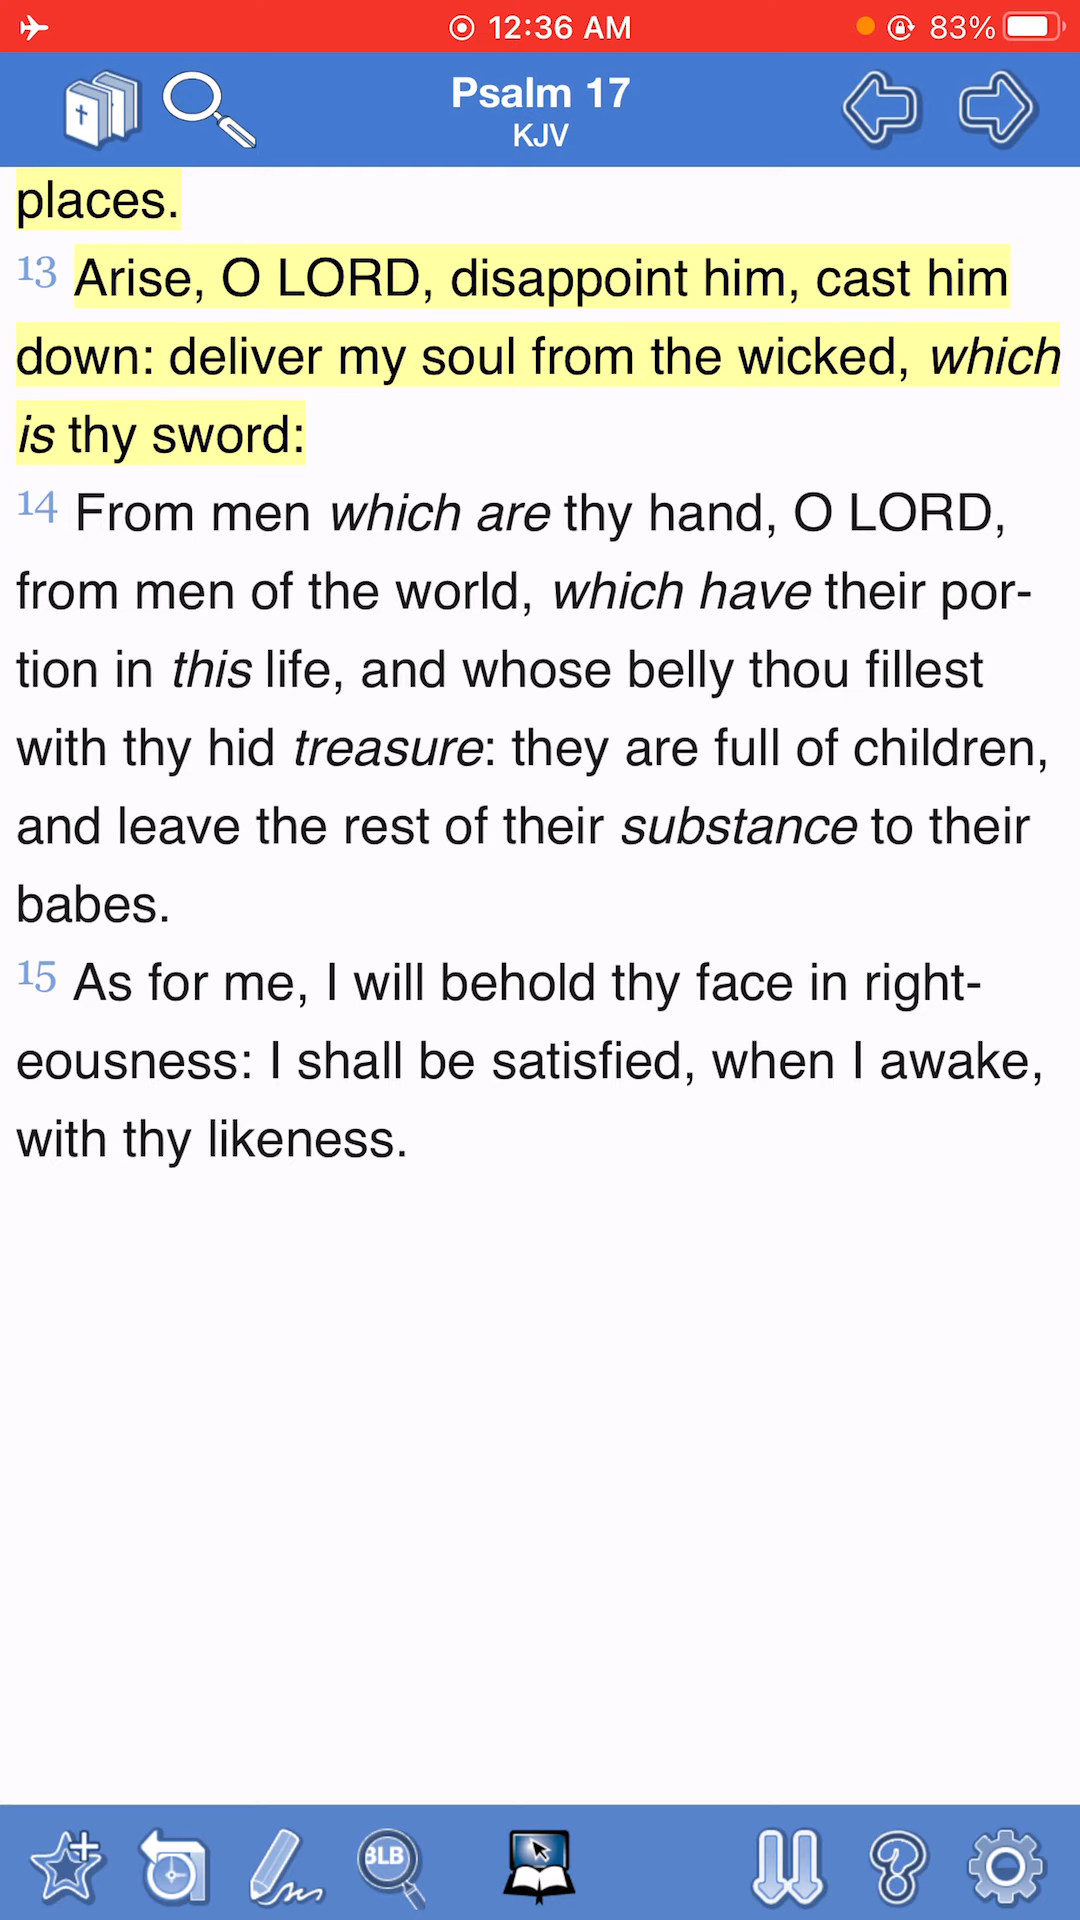 12:36 AM
83%
Psalm 17
KJV
places.
13 Arise, O LORD, disappoint him, cast him
down: deliver my soul from the wicked, which
is thy sword:
14 From men which are thy hand, O LORD,
from men of the world, which have their por-
tion in this life, and whose belly thou fillest
with thy hid treasure: they are full of children,
and leave the rest of their substance to their
babes.
15 As for me, I will behold thy face in right-
eousness: I shall be satisfied, when I awake,
with thy likeness.
BLB